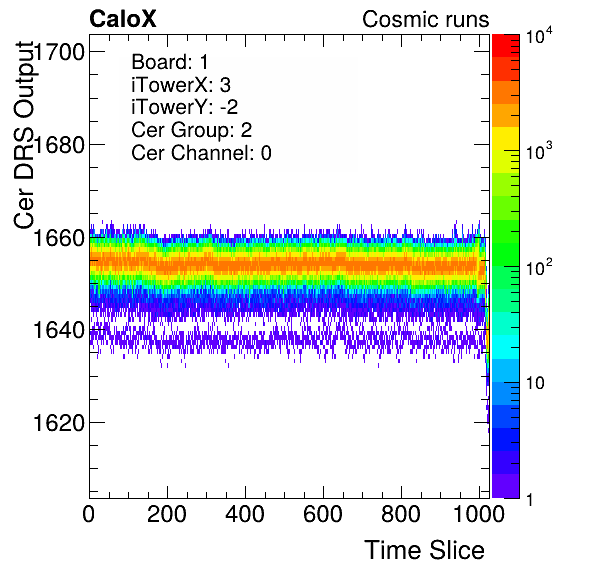 CaloX Cosmic runs
Board: 1
iTowerX: 3
iTowerY: -2
Cer Group: 2
Cer Channel: 0
Cer DRS Output
1700
1680
1660
1640
1620
0 200 400 600 800 1000
Time Slice
10^4
10^3
10^2
10
1